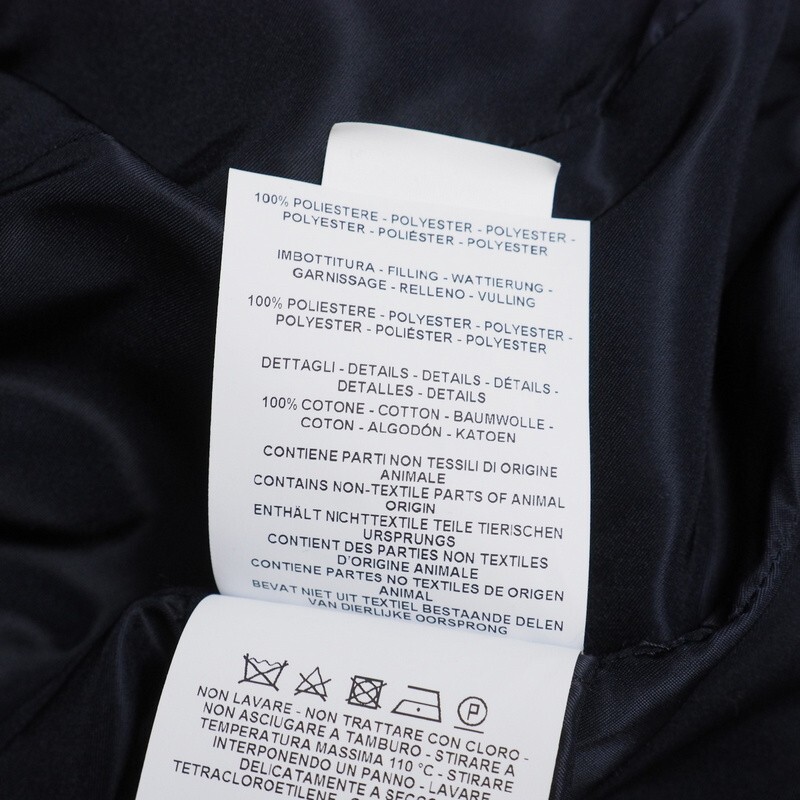 100% POLIESTERE - POLYESTER - POLYESTER -
POLYESTER - POLIÉSTER - POLYESTER
IMBOTTITURA - FILLING - WATTIERUNG -
GARNISSAGE - RELLENO - VULLING
100% POLIESTERE - POLYESTER - POLYESTER -
POLYESTER - POLIÉSTER - POLYESTER
DETTAGLI - DETAILS - DETAILS - DÉTAILS -
DETALLES - DETAILS
100% COTONE - COTTON - BAUMWOLLE -
COTON - ALGODÓN - KATOEN
CONTIENE PARTI NON TESSILI DI ORIGINE
ANIMALE
CONTAINS NON-TEXTILE PARTS OF ANIMAL
ORIGIN
ENTHÄLT NICHTTEXTILE TEILE TIERISCHEN
URSPRUNGS
CONTIENT DES PARTIES NON TEXTILES
D'ORIGINE ANIMALE
CONTIENE PARTES NO TEXTILES DE ORIGEN
ANIMAL
BEVAT NIET UIT TEXTIEL BESTAANDE DELEN
VAN DIERLIJKE OORSPRONG
P
NON LAVARE - NON TRATTARE CON CLORO -
NON ASCIUGARE A TAMBURO - STIRARE A
TEMPERATURA MASSIMA 110 °C - STIRARE
INTERPONENDO UN PANNO - LAVARE
DELICATAMENTE A SECCO
TETRACLOROETILENE